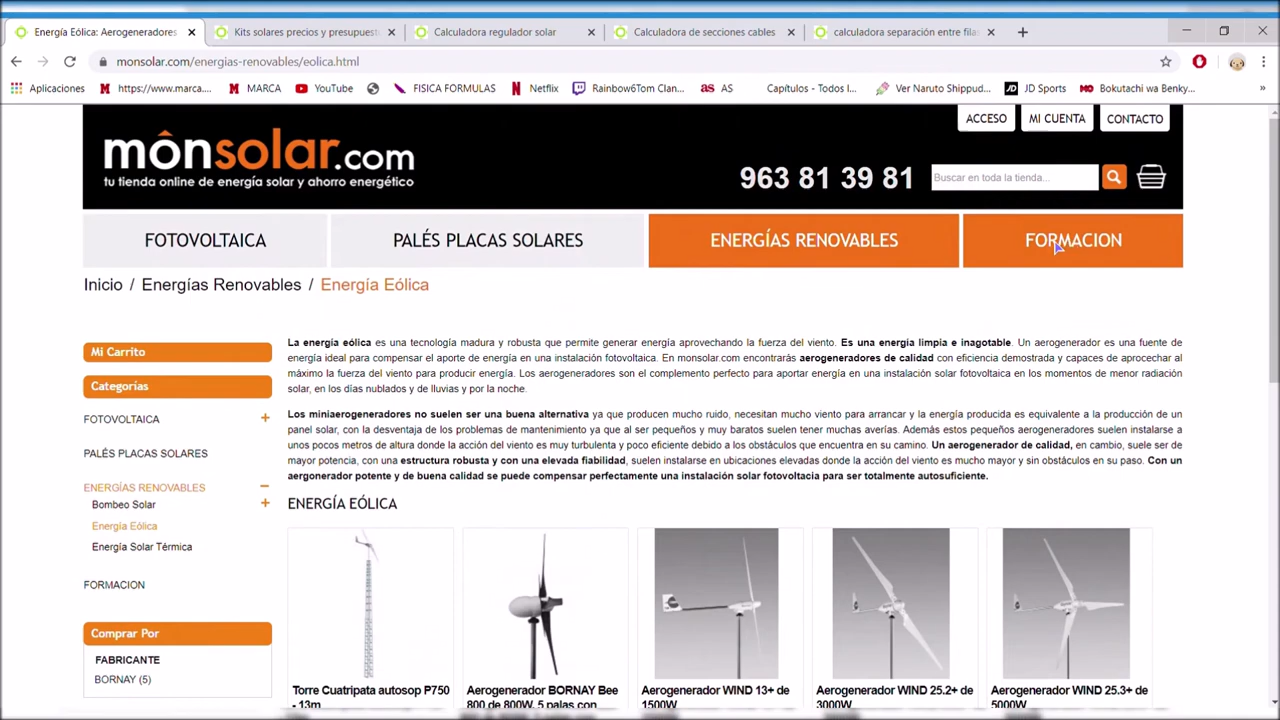 Energía Eólica: Aerogeneradores
Kits solares precios y presupuest
Calculadora regulador solar
Calculadora de secciones cables
calculadora separación entre filas
monsolar.com/energias-renovables/eolica.html
Aplicaciones
https://www.marca....
MARCA
YouTube
FISICA FORMULAS
Netflix
Rainbow6Tom Clan...
AS
Capítulos - Todos l...
Ver Naruto Shippud...
JD Sports
Bokutachi wa Benky...
ACCESO
MI CUENTA
CONTACTO
mônsolar.com
tu tienda online de energía solar y ahorro energético
963 81 39 81
Buscar en toda la tienda...
FOTOVOLTAICA
PALÉS PLACAS SOLARES
ENERGÍAS RENOVABLES
FORMACION
Inicio / Energías Renovables / Energía Eólica
Mi Carrito
Categorías
FOTOVOLTAICA +
PALÉS PLACAS SOLARES
ENERGÍAS RENOVABLES −
Bombeo Solar +
Energía Eólica
Energía Solar Térmica
FORMACION
Comprar Por
FABRICANTE
BORNAY (5)
La energía eólica es una tecnología madura y robusta que permite generar energía aprovechando la fuerza del viento. Es una energía limpia e inagotable. Un aerogenerador es una fuente de
energía ideal para compensar el aporte de energía en una instalación fotovoltaica. En monsolar.com encontrarás aerogeneradores de calidad con eficiencia demostrada y capaces de aprocechar al
máximo la fuerza del viento para producir energía. Los aerogeneradores son el complemento perfecto para aportar energía en una instalación solar fotovoltaica en los momentos de menor radiación
solar, en los días nublados y de lluvias y por la noche.
Los miniaerogeneradores no suelen ser una buena alternativa ya que producen mucho ruido, necesitan mucho viento para arrancar y la energía producida es equivalente a la producción de un
panel solar, con la desventaja de los problemas de mantenimiento ya que al ser pequeños y muy baratos suelen tener muchas averías. Además estos pequeños aerogeneradores suelen instalarse a
unos pocos metros de altura donde la acción del viento es muy turbulenta y poco eficiente debido a los obstáculos que encuentra en su camino. Un aerogenerador de calidad, en cambio, suele ser de
mayor potencia, con una estructura robusta y con una elevada fiabilidad, suelen instalarse en ubicaciones elevadas donde la acción del viento es mucho mayor y sin obstáculos en su paso. Con un
aergonerador potente y de buena calidad se puede compensar perfectamente una instalación solar fotovoltacia para ser totalmente autosuficiente.
ENERGÍA EÓLICA
Torre Cuatripata autosop P750
- 13m
Aerogenerador BORNAY Bee
800 de 800W, 5 palas con
Aerogenerador WIND 13+ de
1500W
Aerogenerador WIND 25.2+ de
3000W
Aerogenerador WIND 25.3+ de
5000W